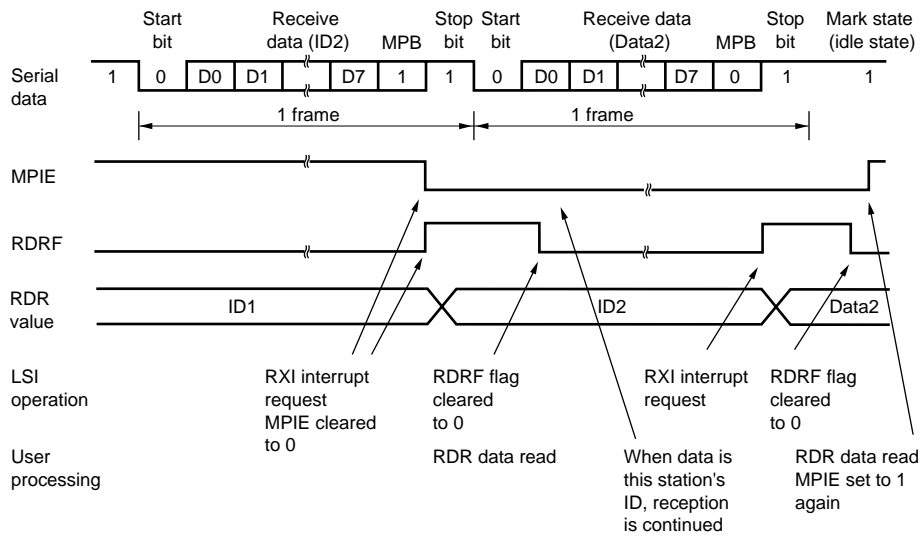 Start bit
Receive data (ID2)
MPB
Stop bit
Start bit
Receive data (Data2)
MPB
Stop bit
Mark state (idle state)
Serial data
1 0 D0 D1 D7 1 1 0 D0 D1 D7 0 1 1
1 frame
1 frame
MPIE
RDRF
RDR value
ID1
ID2
Data2
LSI operation
RXI interrupt request
MPIE cleared to 0
RDRF flag cleared to 0
RXI interrupt request
RDRF flag cleared to 0
User processing
RDR data read
When data is this station's ID, reception is continued
RDR data read
MPIE set to 1 again